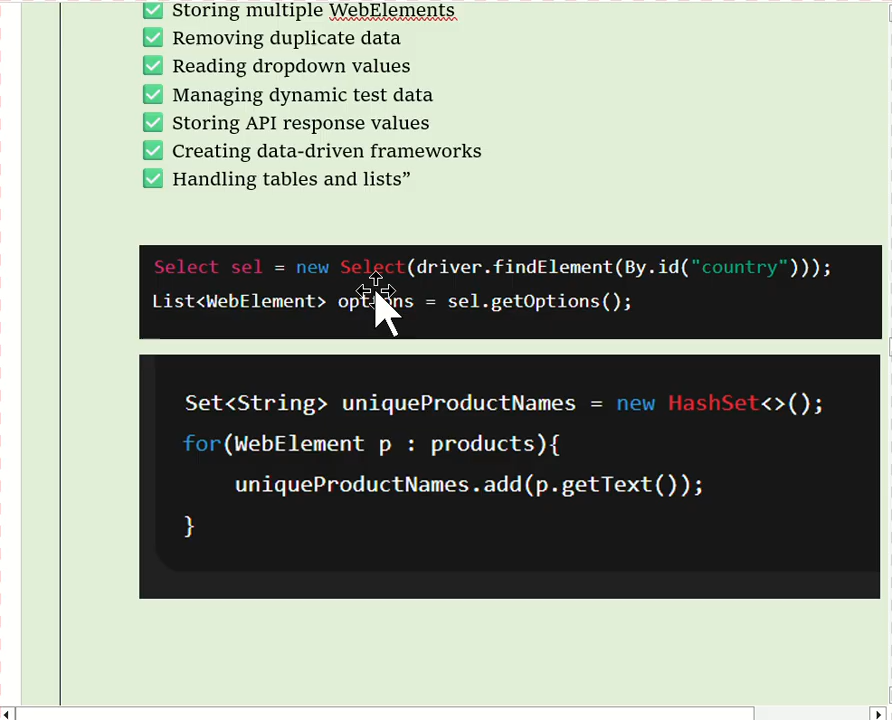 ✅ Storing multiple WebElements
✅ Removing duplicate data
✅ Reading dropdown values
✅ Managing dynamic test data
✅ Storing API response values
✅ Creating data-driven frameworks
✅ Handling tables and lists”
Select sel = new Select(driver.findElement(By.id("country")));
List<WebElement> options = sel.getOptions();
Set<String> uniqueProductNames = new HashSet<>();
for(WebElement p : products){
    uniqueProductNames.add(p.getText());
}